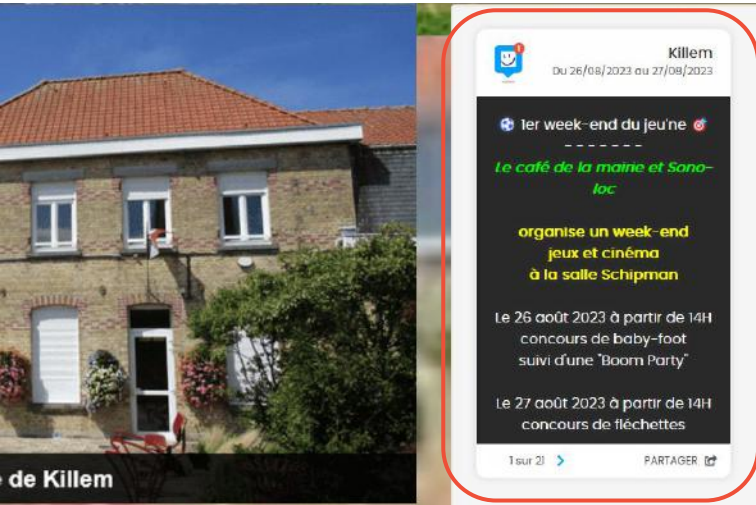 Killem
Du 26/08/2023 au 27/08/2023
1er week-end du jeu'ne
- - - - - - -
Le café de la mairie et Sono-
loc
organise un week-end
jeux et cinéma
à la salle Schipman
Le 26 août 2023 à partir de 14H
concours de baby-foot
suivi d'une "Boom Party"
Le 27 août 2023 à partir de 14H
concours de fléchettes
1 sur 21
PARTAGER
de Killem